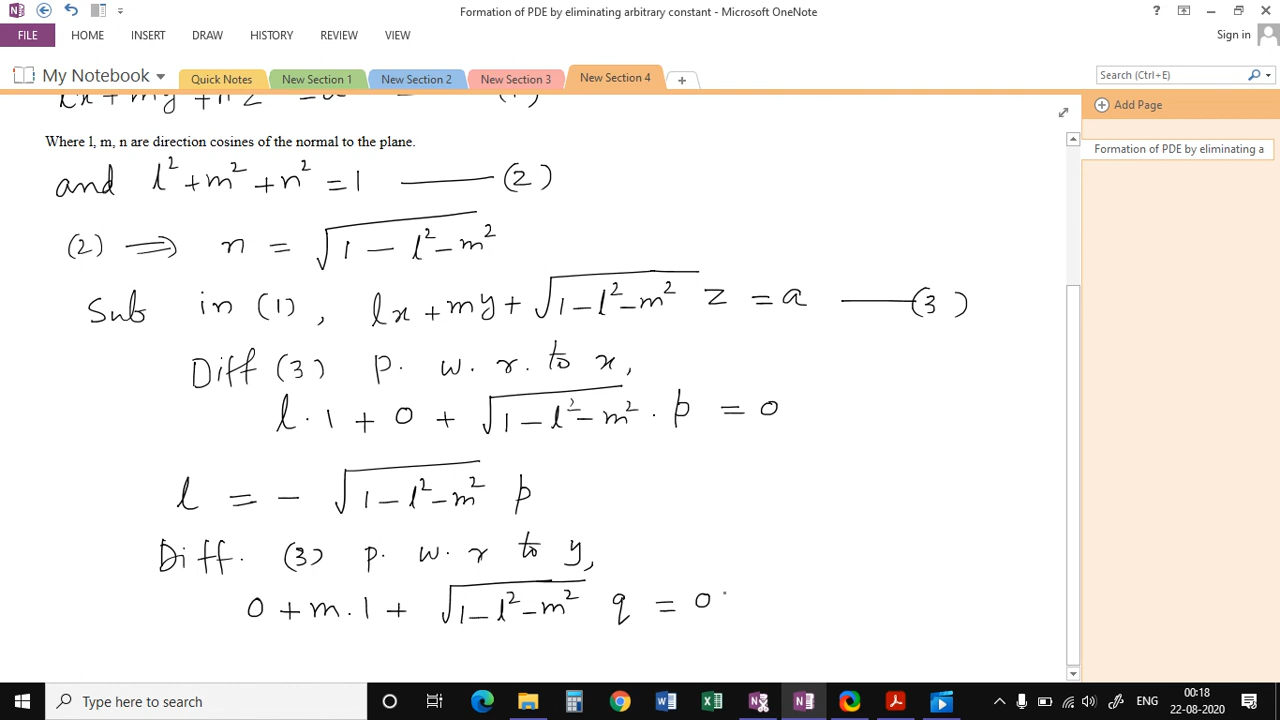 Formation of PDE by eliminating arbitrary constant - Microsoft OneNote
Sign in
FILE HOME INSERT DRAW HISTORY REVIEW VIEW
My Notebook Quick Notes New Section 1 New Section 2 New Section 3 New Section 4 +
Search (Ctrl+E)
Add Page
Formation of PDE by eliminating a
lx + my + nz = a — (1)
Where l, m, n are direction cosines of the normal to the plane.
and l² + m² + n² = 1 —— (2)
(2) ⟹ n = √(1 - l² - m²)
Sub in (1), lx + my + √(1 - l² - m²) z = a —— (3)
Diff (3) p. w. r. to x,
l · 1 + 0 + √(1 - l² - m²) · p = 0
l = - √(1 - l² - m²) p
Diff. (3) p. w. r to y,
0 + m. 1 + √(1 - l² - m²) q = 0
Type here to search
ENG
00:18
22-08-2020